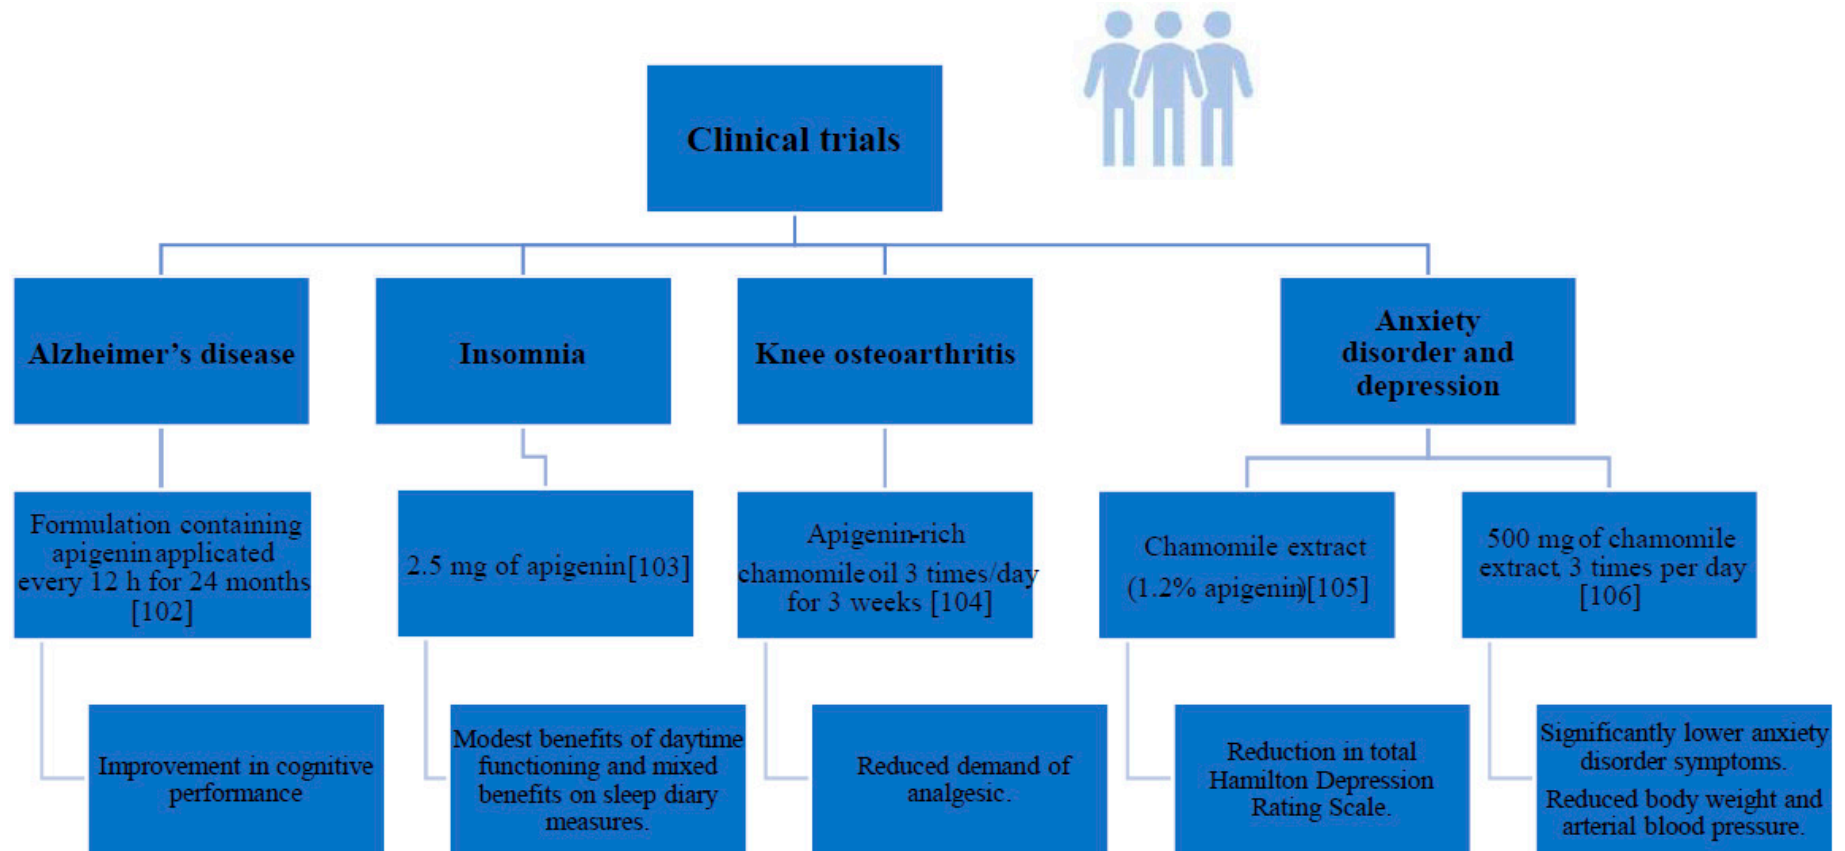 Clinical trials
Alzheimer’s disease
Insomnia
Knee osteoarthritis
Anxiety
disorder and
depression
Formulation containing
apigenin applicated
every 12 h for 24 months
[102]
2.5 mg of apigenin[103]
Apigenin-rich
chamomile oil 3 times/day
for 3 weeks [104]
Chamomile extract
(1.2% apigenin)[105]
500 mg of chamomile
extract, 3 times per day
[106]
Improvement in cognitive
performance
Modest benefits of daytime
functioning and mixed
benefits on sleep diary
measures.
Reduced demand of
analgesic.
Reduction in total
Hamilton Depression
Rating Scale.
Significantly lower anxiety
disorder symptoms.
Reduced body weight and
arterial blood pressure.